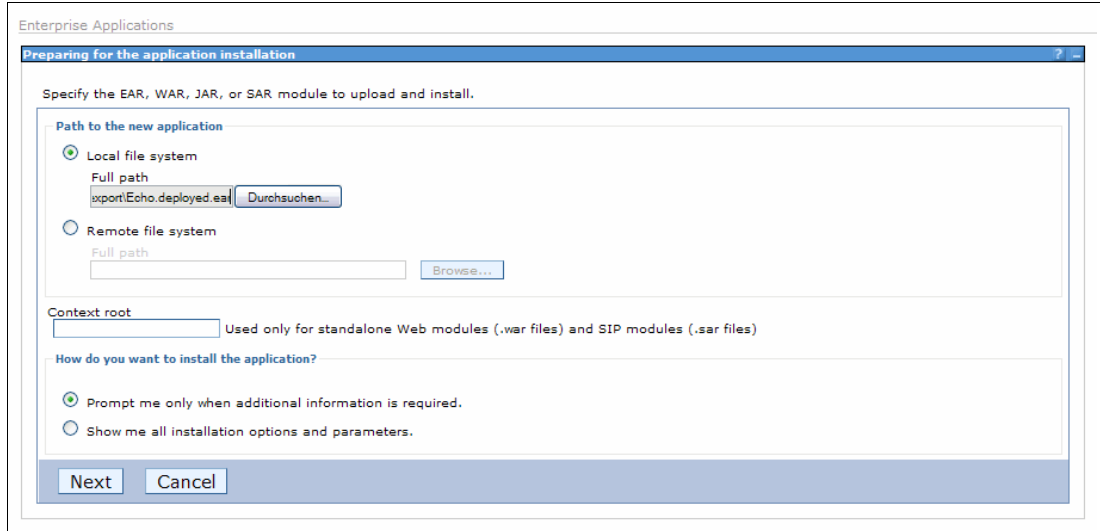 Enterprise Applications
Preparing for the application installation ? –
Specify the EAR, WAR, JAR, or SAR module to upload and install.
Path to the new application
Local file system
Full path
xport\Echo.deployed.ear Durchsuchen...
Remote file system
Full path
Browse...
Context root
Used only for standalone Web modules (.war files) and SIP modules (.sar files)
How do you want to install the application?
Prompt me only when additional information is required.
Show me all installation options and parameters.
Next Cancel